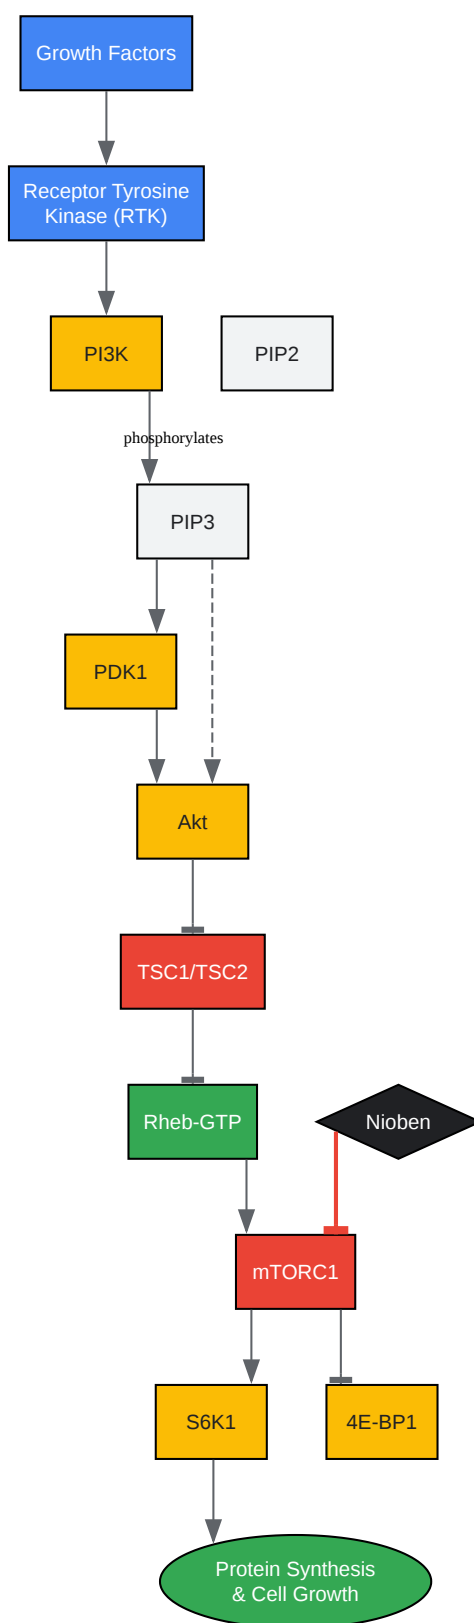 Growth Factors
Receptor Tyrosine
Kinase (RTK)
PI3K
PIP2
phosphorylates
PIP3
PDK1
Akt
TSC1/TSC2
Rheb-GTP
Nioben
mTORC1
S6K1
4E-BP1
Protein Synthesis
& Cell Growth